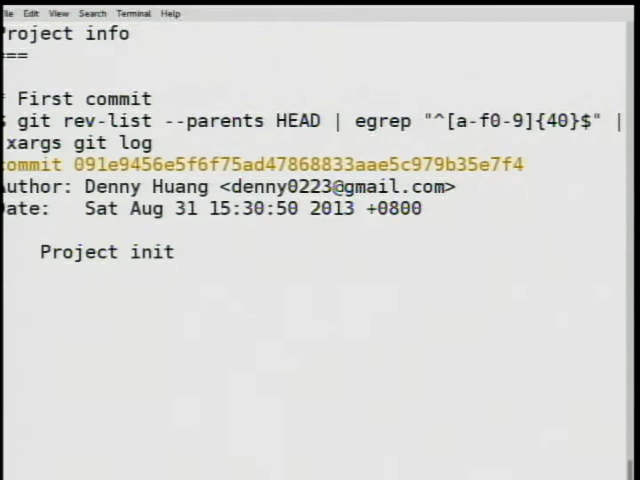 File Edit View Search Terminal Help
Project info
===
# First commit
$ git rev-list --parents HEAD | egrep "^[a-f0-9]{40}$" |
xargs git log
commit 091e9456e5f6f75ad47868833aae5c979b35e7f4
Author: Denny Huang <denny0223@gmail.com>
Date: Sat Aug 31 15:30:50 2013 +0800
Project init